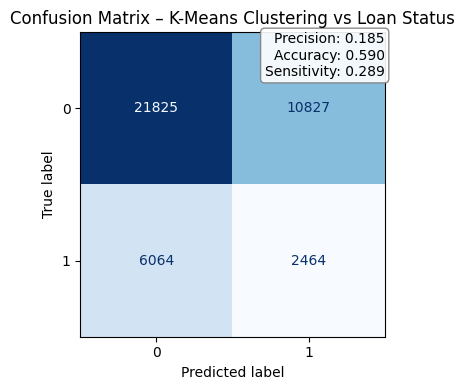 Confusion Matrix – K-Means Clustering vs Loan Status
Precision: 0.185
Accuracy: 0.590
Sensitivity: 0.289
0
21825
10827
True label
1
6064
2464
0
1
Predicted label